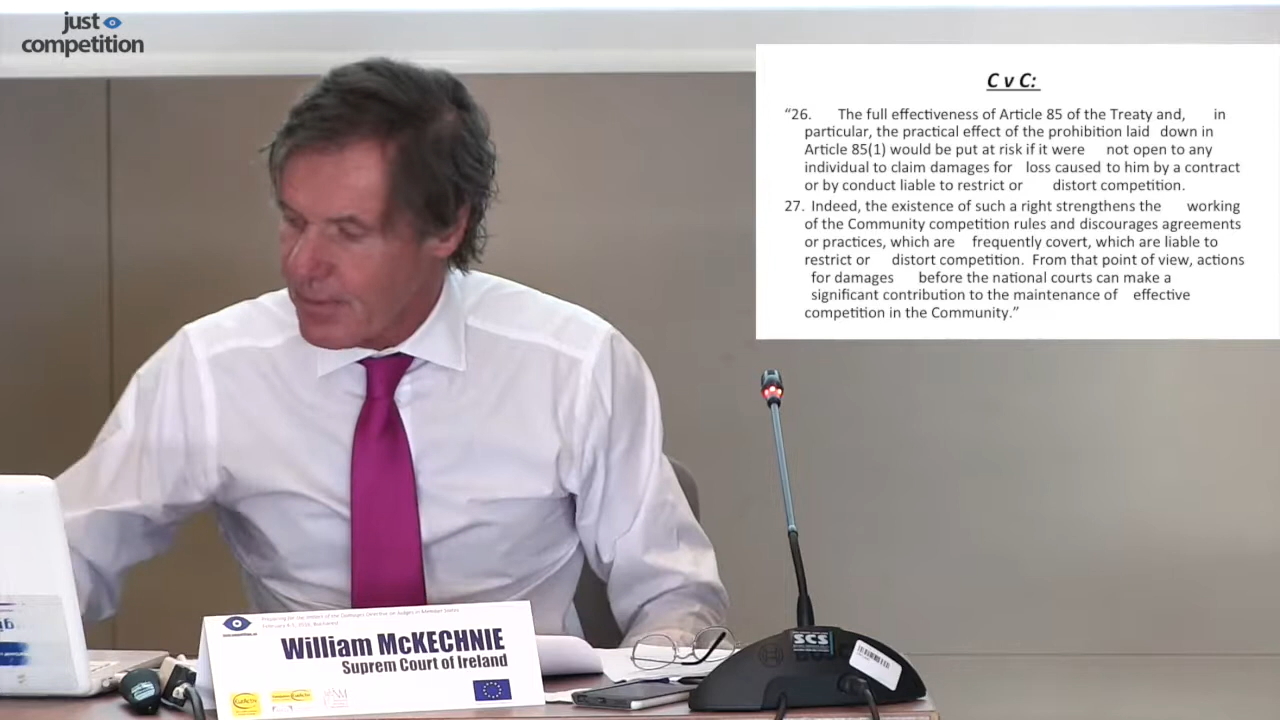 just
competition
C v C:
“26. The full effectiveness of Article 85 of the Treaty and, in
particular, the practical effect of the prohibition laid down in
Article 85(1) would be put at risk if it were not open to any
individual to claim damages for loss caused to him by a contract
or by conduct liable to restrict or distort competition.
27. Indeed, the existence of such a right strengthens the working
of the Community competition rules and discourages agreements
or practices, which are frequently covert, which are liable to
restrict or distort competition. From that point of view, actions
for damages before the national courts can make a
significant contribution to the maintenance of effective
competition in the Community.”
William McKECHNIE
Suprem Court of Ireland
SCS